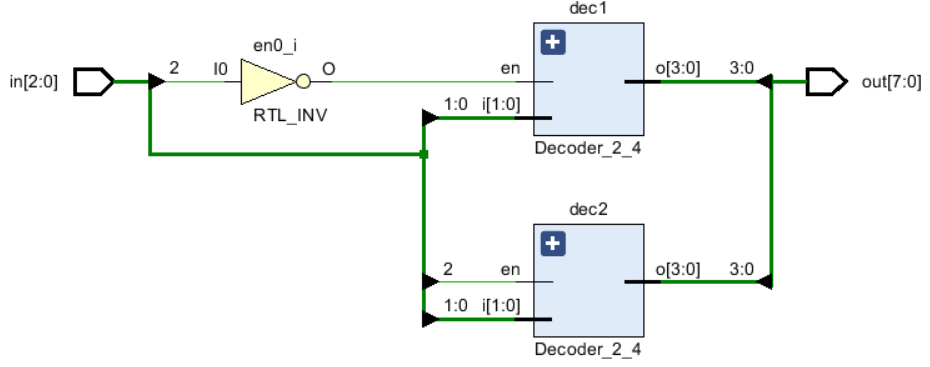 dec1
en0_i
in[2:0]
2
I0
O
en
o[3:0]
3:0
out[7:0]
1:0
i[1:0]
RTL_INV
Decoder_2_4
dec2
2
en
o[3:0]
3:0
1:0
i[1:0]
Decoder_2_4